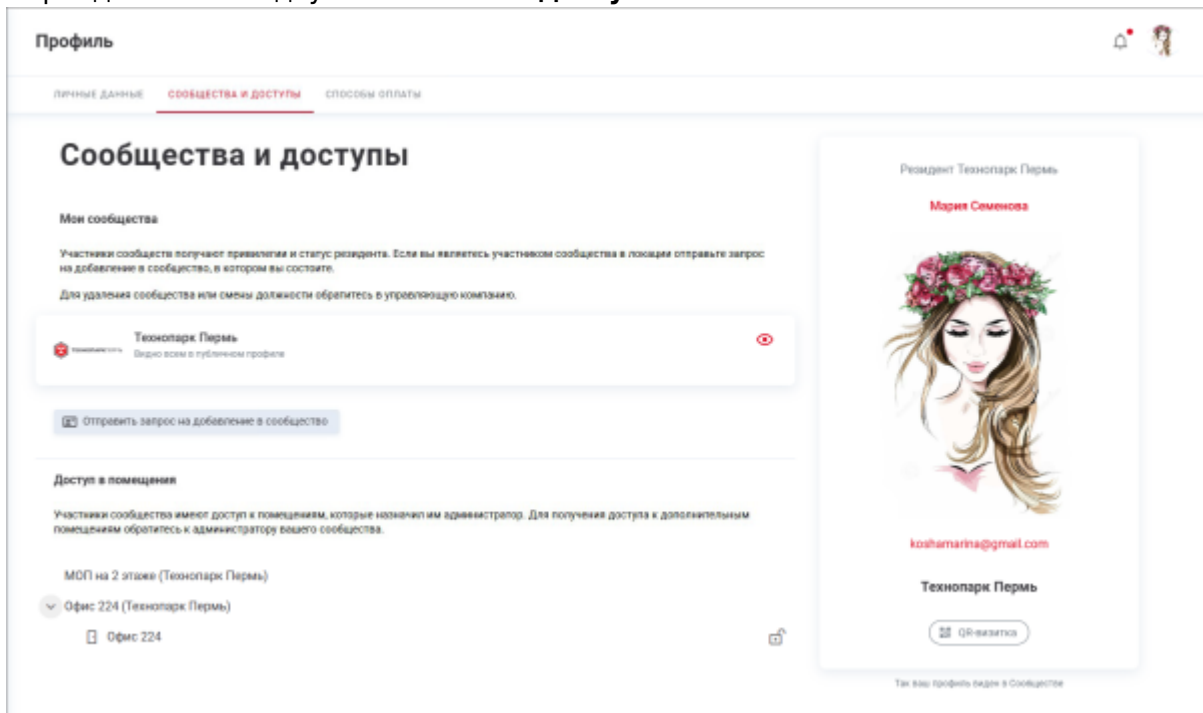 Профиль
ЛИЧНЫЕ ДАННЫЕ СООБЩЕСТВА И ДОСТУПЫ СПОСОБЫ ОПЛАТЫ
Сообщества и доступы
Мои сообщества
Участники сообществ получают привилегии и статус резидента. Если вы являетесь участником сообщества в локации отправьте запрос
на добавление в сообщество, в котором вы состоите.
Для удаления сообщества или смены должности обратитесь в управляющую компанию.
Технопарк Пермь
Видно всем в публичном профиле
Отправить запрос на добавление в сообщество
Доступ в помещения
Участники сообщества имеют доступ к помещениям, которые назначил им администратор. Для получения доступа к дополнительным
помещениям обратитесь к администратору вашего сообщества.
МОП на 2 этаже (Технопарк Пермь)
Офис 224 (Технопарк Пермь)
Офис 224
Резидент Технопарк Пермь
Мария Семенова
koshamarina@gmail.com
Технопарк Пермь
QR-визитка
Так ваш профиль виден в Сообществе